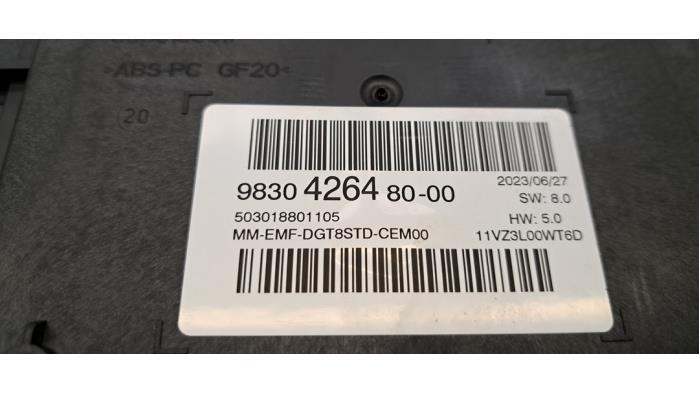 >ABS-PC GF20<
20
9830 4264 80-00
2023/06/27
SW: 8.0
503018801105
HW: 5.0
MM-EMF-DGT8STD-CEM00
11VZ3L00WT6D